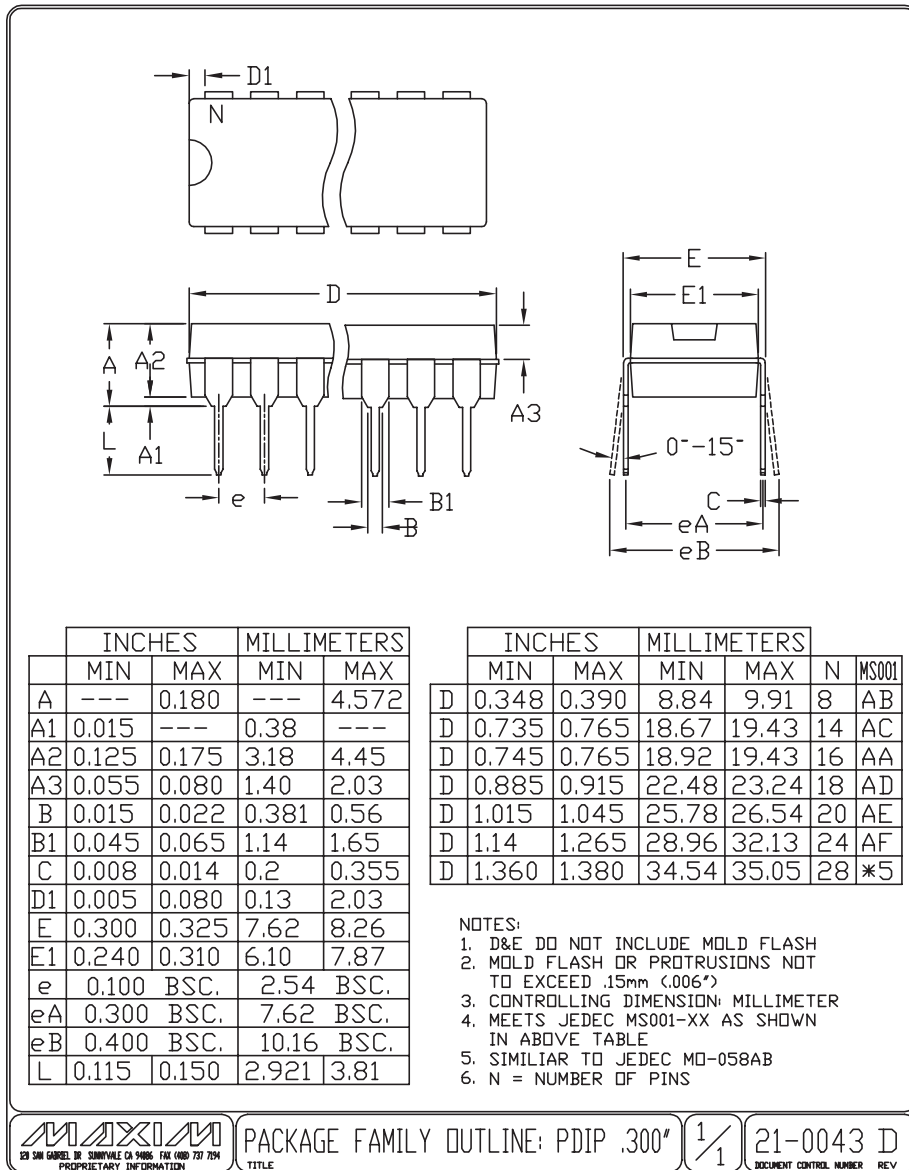 D1
N
D
E
E1
A
A2
A3
L
A1
0°-15°
e
B1
B
C
eA
eB
INCHES MILLIMETERS
MIN MAX MIN MAX
A --- 0.180 --- 4.572
A1 0.015 --- 0.38 ---
A2 0.125 0.175 3.18 4.45
A3 0.055 0.080 1.40 2.03
B 0.015 0.022 0.381 0.56
B1 0.045 0.065 1.14 1.65
C 0.008 0.014 0.2 0.355
D1 0.005 0.080 0.13 2.03
E 0.300 0.325 7.62 8.26
E1 0.240 0.310 6.10 7.87
e 0.100 BSC. 2.54 BSC.
eA 0.300 BSC. 7.62 BSC.
eB 0.400 BSC. 10.16 BSC.
L 0.115 0.150 2.921 3.81
INCHES MILLIMETERS
MIN MAX MIN MAX N MS001
D 0.348 0.390 8.84 9.91 8 AB
D 0.735 0.765 18.67 19.43 14 AC
D 0.745 0.765 18.92 19.43 16 AA
D 0.885 0.915 22.48 23.24 18 AD
D 1.015 1.045 25.78 26.54 20 AE
D 1.14 1.265 28.96 32.13 24 AF
D 1.360 1.380 34.54 35.05 28 *5
NOTES:
1. D&E DO NOT INCLUDE MOLD FLASH
2. MOLD FLASH OR PROTRUSIONS NOT
TO EXCEED .15mm (.006")
3. CONTROLLING DIMENSION: MILLIMETER
4. MEETS JEDEC MS001-XX AS SHOWN
IN ABOVE TABLE
5. SIMILIAR TO JEDEC MO-058AB
6. N = NUMBER OF PINS
MAXIM
120 SAN GABRIEL DR SUNNYVALE CA 94086 FAX (408) 737 7194
PROPRIETARY INFORMATION
PACKAGE FAMILY OUTLINE: PDIP .300"
TITLE
1/1
21-0043 D
DOCUMENT CONTROL NUMBER REV